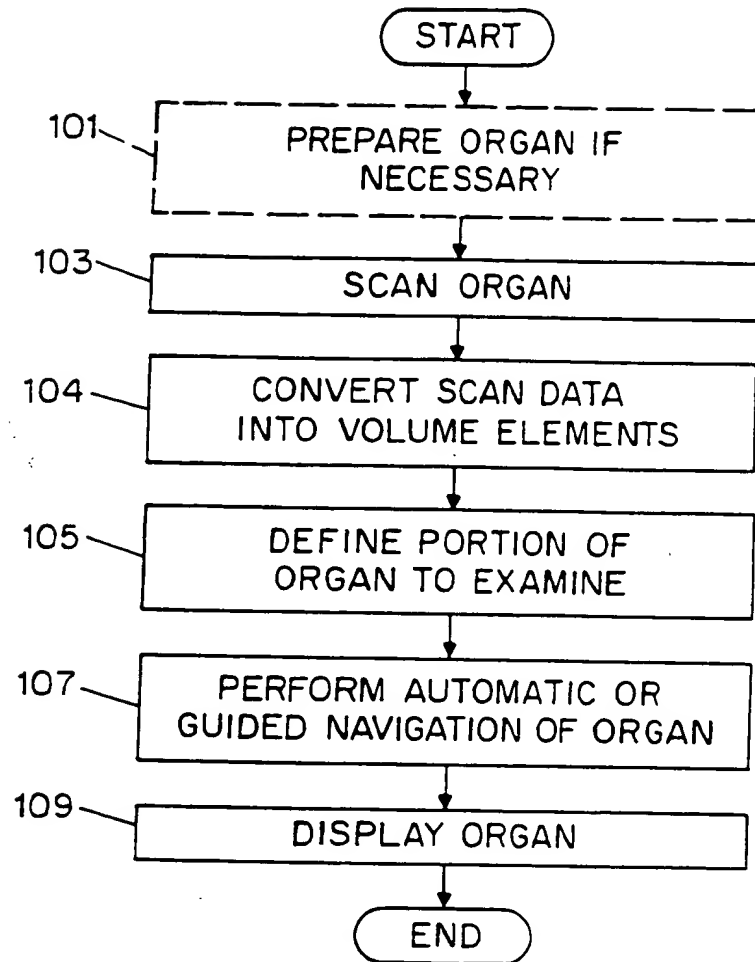 START
101
PREPARE ORGAN IF
NECESSARY
103
SCAN ORGAN
104
CONVERT SCAN DATA
INTO VOLUME ELEMENTS
105
DEFINE PORTION OF
ORGAN TO EXAMINE
107
PERFORM AUTOMATIC OR
GUIDED NAVIGATION OF ORGAN
109
DISPLAY ORGAN
END